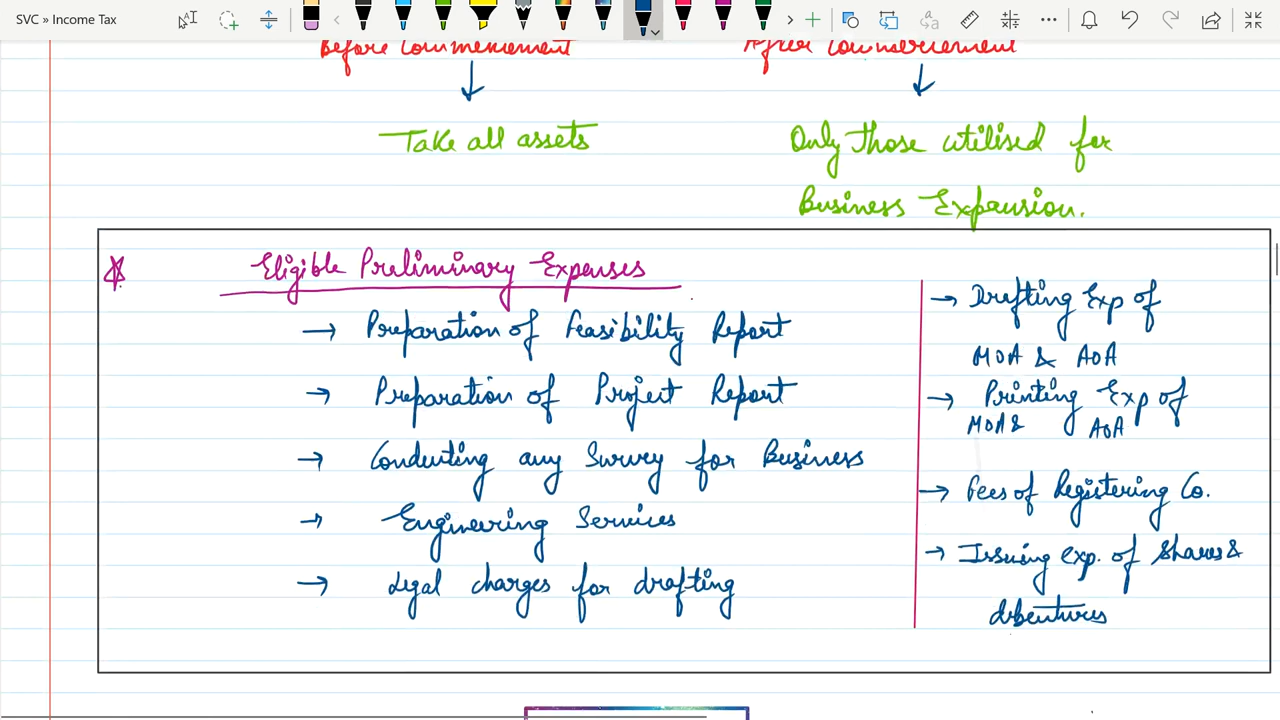 SVC » Income Tax
Before Commencement
After Commencement
Take all assets
Only Those utilised for
Business Expansion.
Eligible Preliminary Expenses
→ Preparation of Feasibility Report
→ Preparation of Project Report
→ Conducting any Survey for Business
→ Engineering Services
→ Legal charges for drafting
→ Drafting Exp of
MOA & AOA
→ Printing Exp of
MOA & AOA
→ Fees of Registering Co.
→ Issuing exp. of shares &
debentures